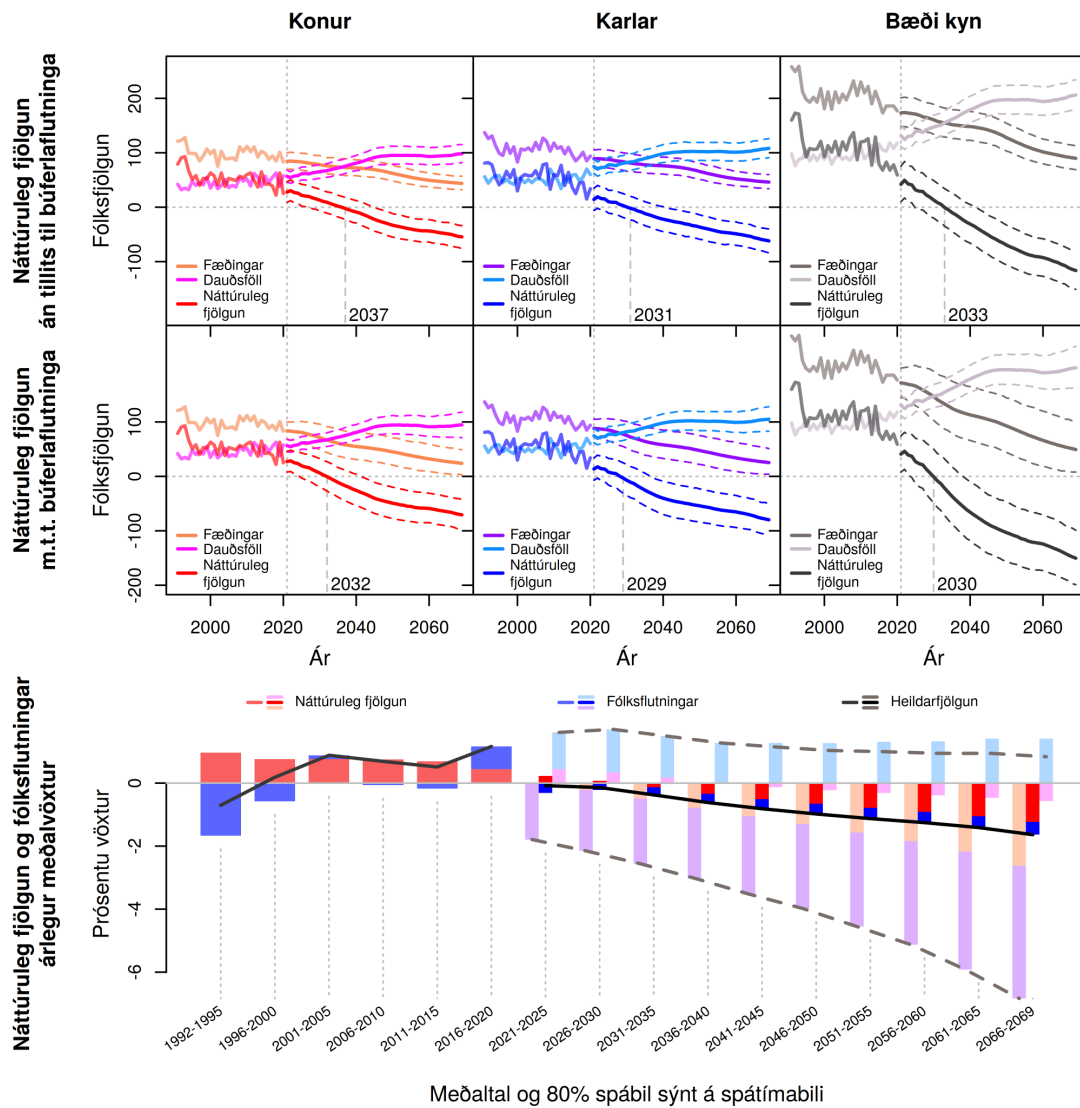 Konur
Karlar
Bæði kyn
Náttúruleg fjölgun
án tillits til búferlaflutninga
Fólksfjölgun
200
100
0
-100
Fæðingar
Dauðsföll
Náttúruleg
fjölgun
2037
Fæðingar
Dauðsföll
Náttúruleg
fjölgun
2031
Fæðingar
Dauðsföll
Náttúruleg
fjölgun
2033
Náttúruleg fjölgun
m.t.t. búferlaflutninga
Fólksfjölgun
100
0
-100
-200
Fæðingar
Dauðsföll
Náttúruleg
fjölgun
2032
Fæðingar
Dauðsföll
Náttúruleg
fjölgun
2029
Fæðingar
Dauðsföll
Náttúruleg
fjölgun
2030
2000 2020 2040 2060
2000 2020 2040 2060
2000 2020 2040 2060
Ár
Ár
Ár
Náttúruleg fjölgun og fólksflutningar
árlegur meðalvöxtur
Prósentu vöxtur
Náttúruleg fjölgun
Fólksflutningar
Heildarfjölgun
0
-2
-4
-6
1992-1995
1996-2000
2001-2005
2006-2010
2011-2015
2016-2020
2021-2025
2026-2030
2031-2035
2036-2040
2041-2045
2046-2050
2051-2055
2056-2060
2061-2065
2066-2069
Meðaltal og 80% spábil sýnt á spátímabili